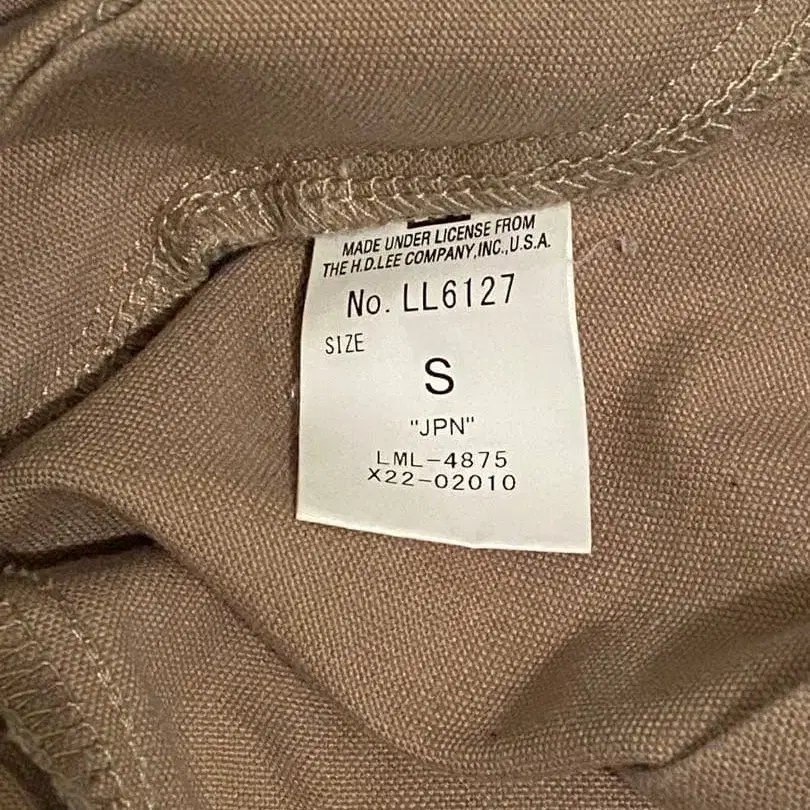 MADE UNDER LICENSE FROM
THE H.D.LEE COMPANY,INC.,U.S.A.
No. LL6127
SIZE
S
"JPN"
LML-4875
X22-02010